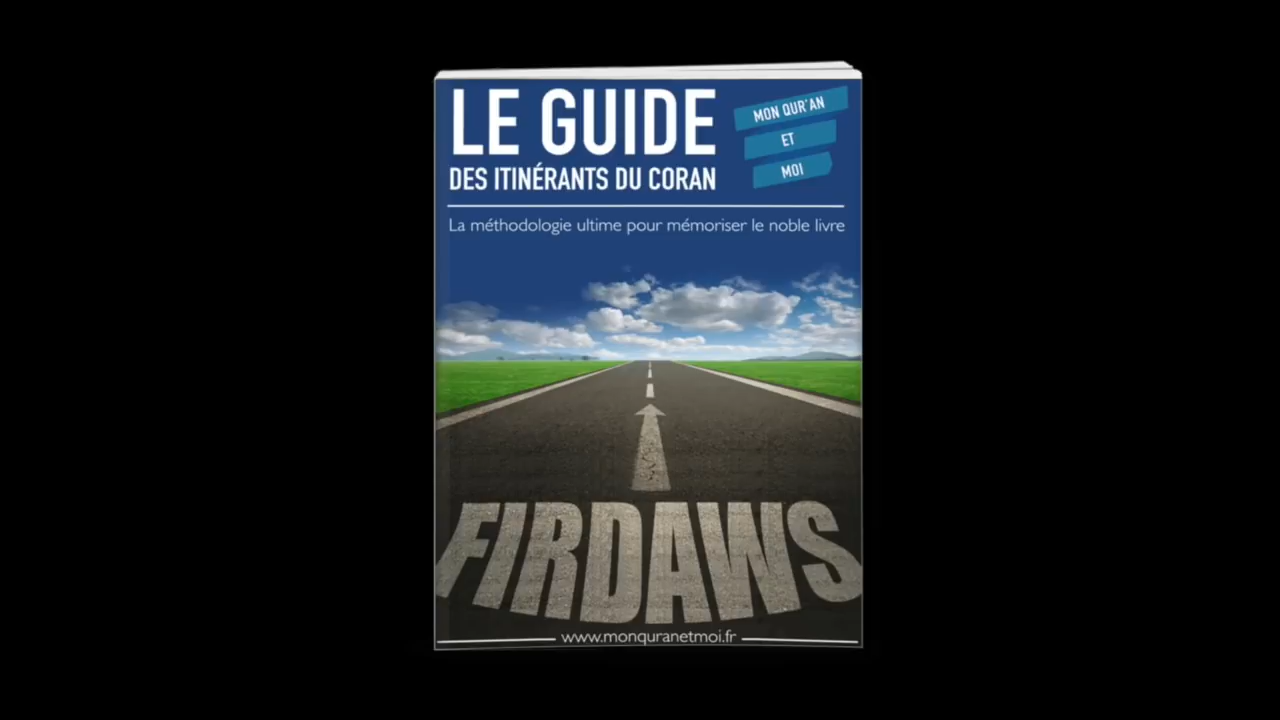 LE GUIDE
DES ITINÉRANTS DU CORAN
MON QUR'AN
ET
MOI
La méthodologie ultime pour mémoriser le noble livre
FIRDAWS
www.monquranetmoi.fr